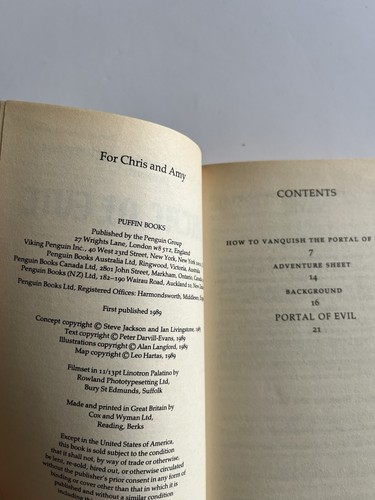 For Chris and Amy
PUFFIN BOOKS
Published by the Penguin Group
27 Wrights Lane, London W8 5TZ, England
Viking Penguin Inc., 40 West 23rd Street, New York, New York
Penguin Books Australia Ltd, Ringwood, Victoria, Australia
Penguin Books Canada Ltd, 2801 John Street, Markham, Ontario,
Penguin Books (NZ) Ltd, 182–190 Wairau Road, Auckland 10, New
Penguin Books Ltd, Registered Offices: Harmondsworth, Middlesex,
First published 1989
Concept copyright © Steve Jackson and Ian Livingstone,
Text copyright © Peter Darvill-Evans, 1989
Illustrations copyright © Alan Langford, 1989
Map copyright © Leo Hartas, 1989
Filmset in 11/13pt Linotron Palatino by
Rowland Phototypesetting Ltd,
Bury St Edmunds, Suffolk
Made and printed in Great Britain by
Cox and Wyman Ltd,
Reading, Berks
Except in the United States of America,
this book is sold subject to the condition
that it shall not, by way of trade or otherwise,
be lent, re-sold, hired out, or otherwise circulated
without the publisher's prior consent in any form of
binding or cover other than that in which it is
published and without a similar condition
CONTENTS
HOW TO VANQUISH THE PORTAL OF
7
ADVENTURE SHEET
14
BACKGROUND
16
PORTAL OF EVIL
21